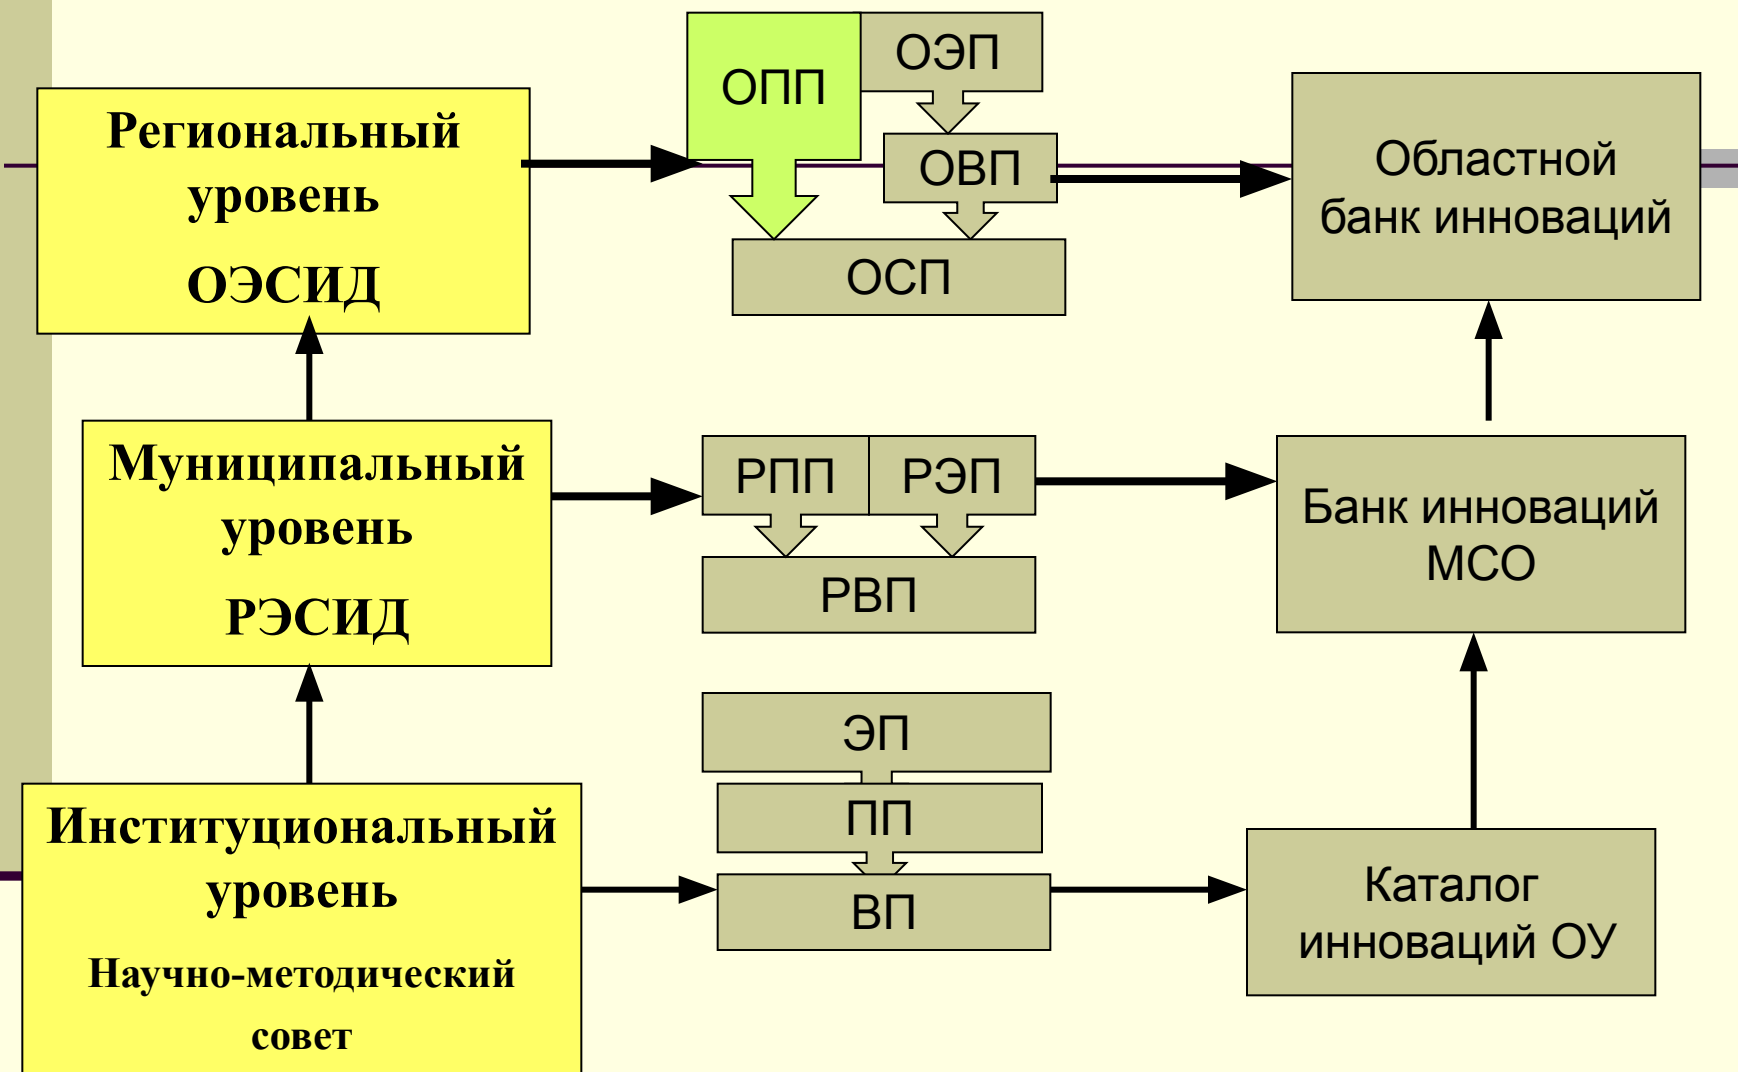 Региональный
уровень
ОЭСИД
ОПП
ОЭП
ОВП
ОСП
Областной
банк инноваций
Муниципальный
уровень
РЭСИД
РПП
РЭП
РВП
Банк инноваций
МСО
Институциональный
уровень
Научно-методический
совет
ЭП
ПП
ВП
Каталог
инноваций ОУ